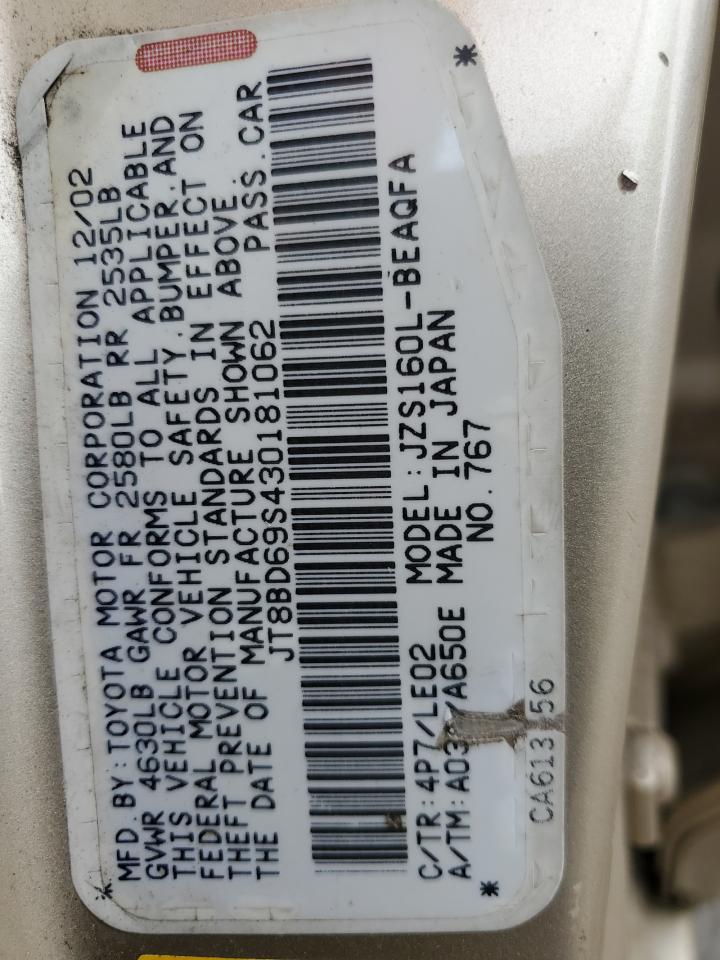 MFD. BY:TOYOTA MOTOR CORPORATION 12/02
GVWR 4630LB GAWR FR 2580LB RR 2535LB
THIS VEHICLE CONFORMS TO ALL APPLICABLE
FEDERAL MOTOR VEHICLE SAFETY.BUMPER.AND
THEFT PREVENTION STANDARDS IN EFFECT ON
THE DATE OF MANUFACTURE SHOWN ABOVE.
JT8BD69S430181062 PASS.CAR
C/TR:4P7/LE02 MODEL:JZS160L-BEAQFA
/A650E MADE IN JAPAN
NO.767